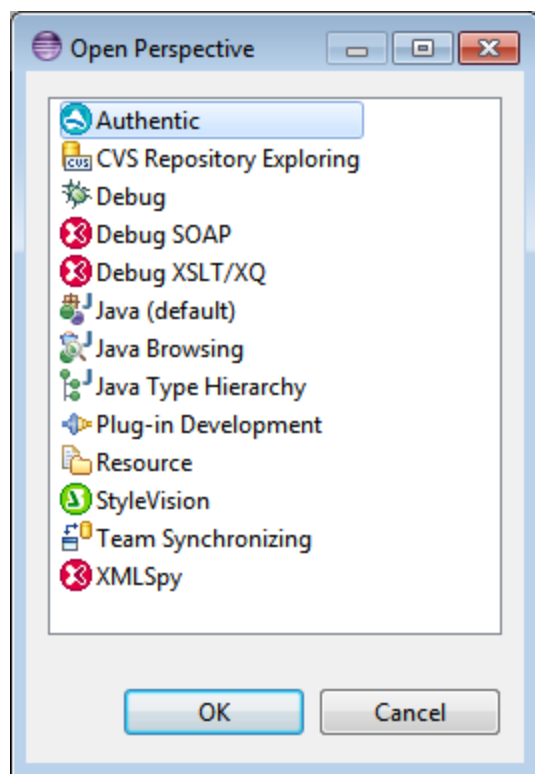 Open Perspective
Authentic
CVS CVS Repository Exploring
Debug
Debug SOAP
Debug XSLT/XQ
Java (default)
Java Browsing
Java Type Hierarchy
Plug-in Development
Resource
StyleVision
Team Synchronizing
XMLSpy
OK Cancel